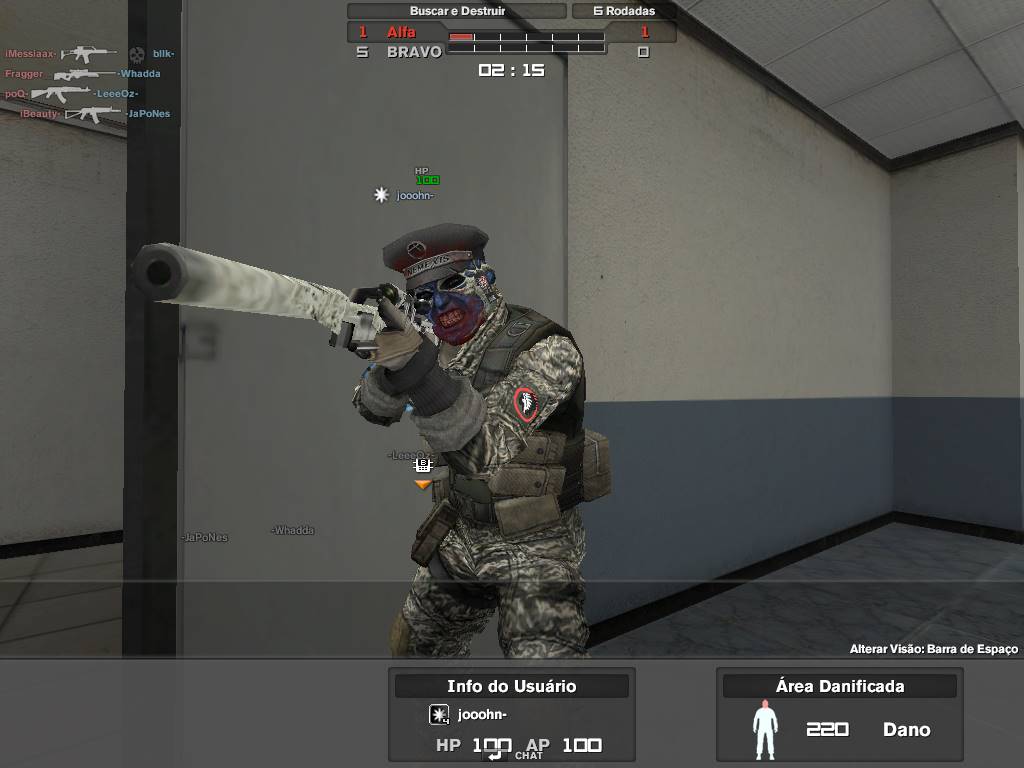 Buscar e Destruir 6 Rodadas
1 Alfa 1
5 BRAVO 0
02 : 15
iMessiaax- bllk-
Fragger -Whadda
poQ- -LeeeOz-
iBeauty- -JaPoNes
HP
100
jooohn-
NEMEXIS
-LeeeOz-
-Whadda
-JaPoNes
Alterar Visão: Barra de Espaço
Info do Usuário
jooohn-
HP 100 AP 100
CHAT
Área Danificada
220 Dano